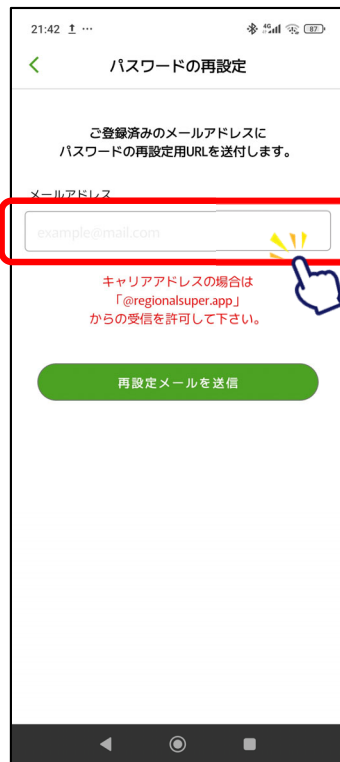 21:42
4G
87
パスワードの再設定
ご登録済みのメールアドレスに
パスワードの再設定用URLを送付します。
メールアドレス
example@mail.com
キャリアアドレスの場合は
「@regionalsuper.app」
からの受信を許可して下さい。
再設定メールを送信